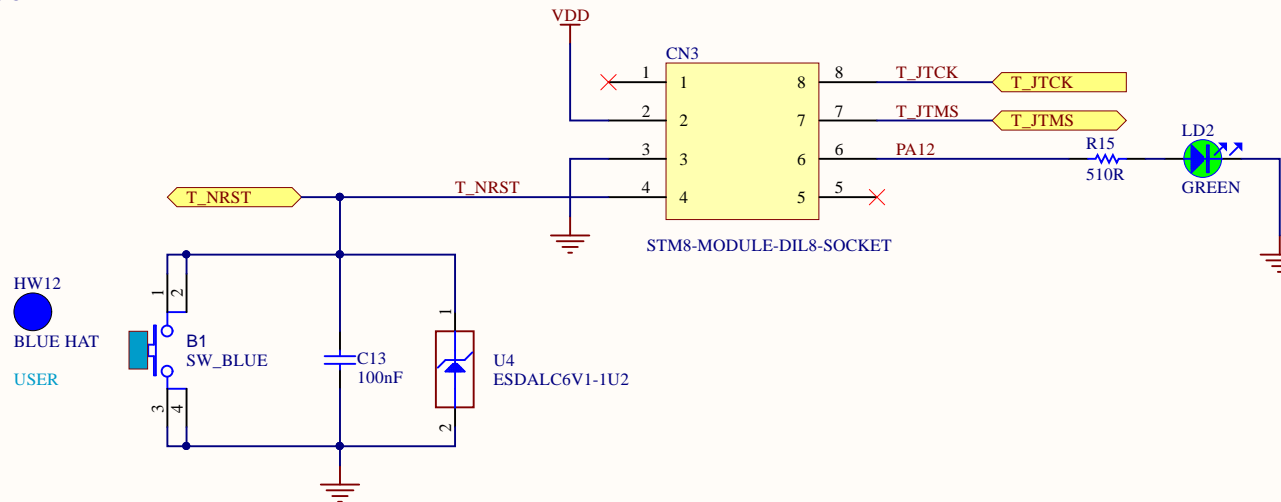 VDD
CN3
1 1 8 8 T_JTCK T_JTCK
2 2 7 7 T_JTMS T_JTMS
3 3 6 6 PA12 R15 LD2
510R GREEN
T_NRST T_NRST 4 4 5 5
STM8-MODULE-DIL8-SOCKET
HW12
BLUE HAT
USER
1 2
B1
SW_BLUE
3 4
C13
100nF
1
U4
ESDALC6V1-1U2
2